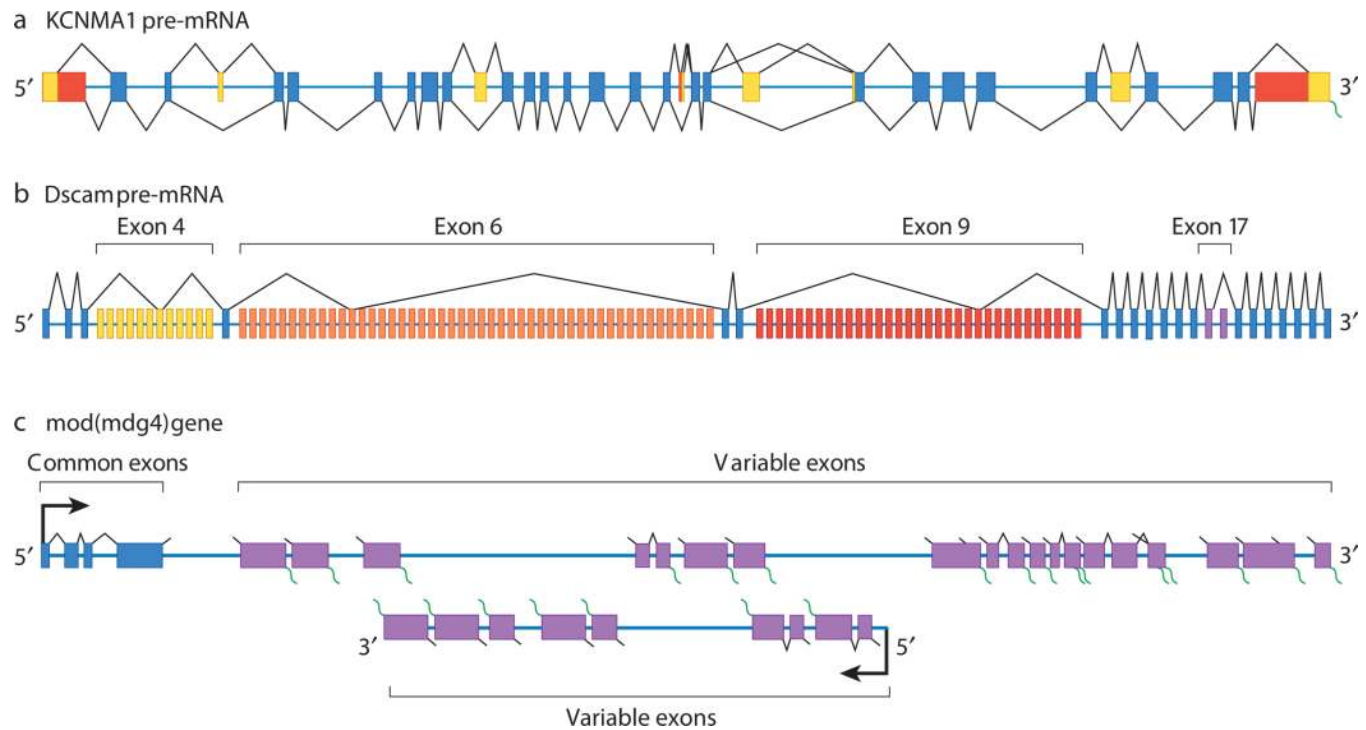 a KCNMA1 pre-mRNA
5′ 3′
b Dscam pre-mRNA
Exon 4 Exon 6 Exon 9 Exon 17
5′ 3′
c mod(mdg4) gene
Common exons Variable exons
5′ 3′
3′ 5′
Variable exons